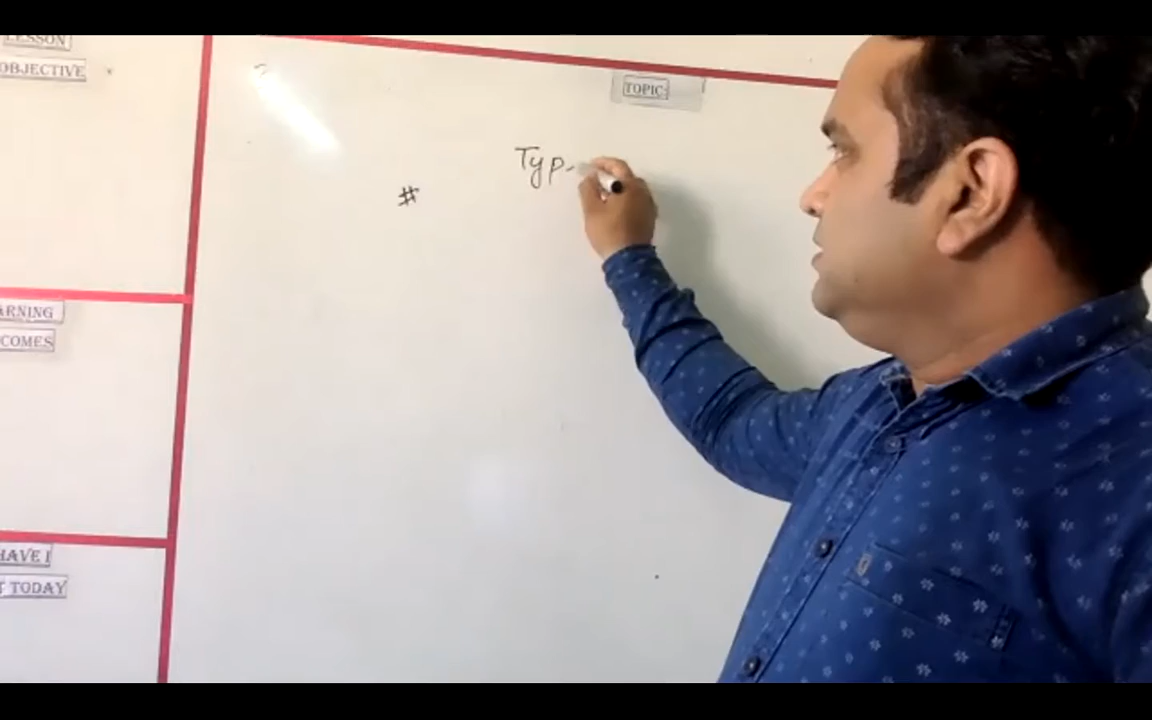 LESSON
OBJECTIVE
TOPIC:
Typ
#
ARNING
COMES
HAVE I
T TODAY